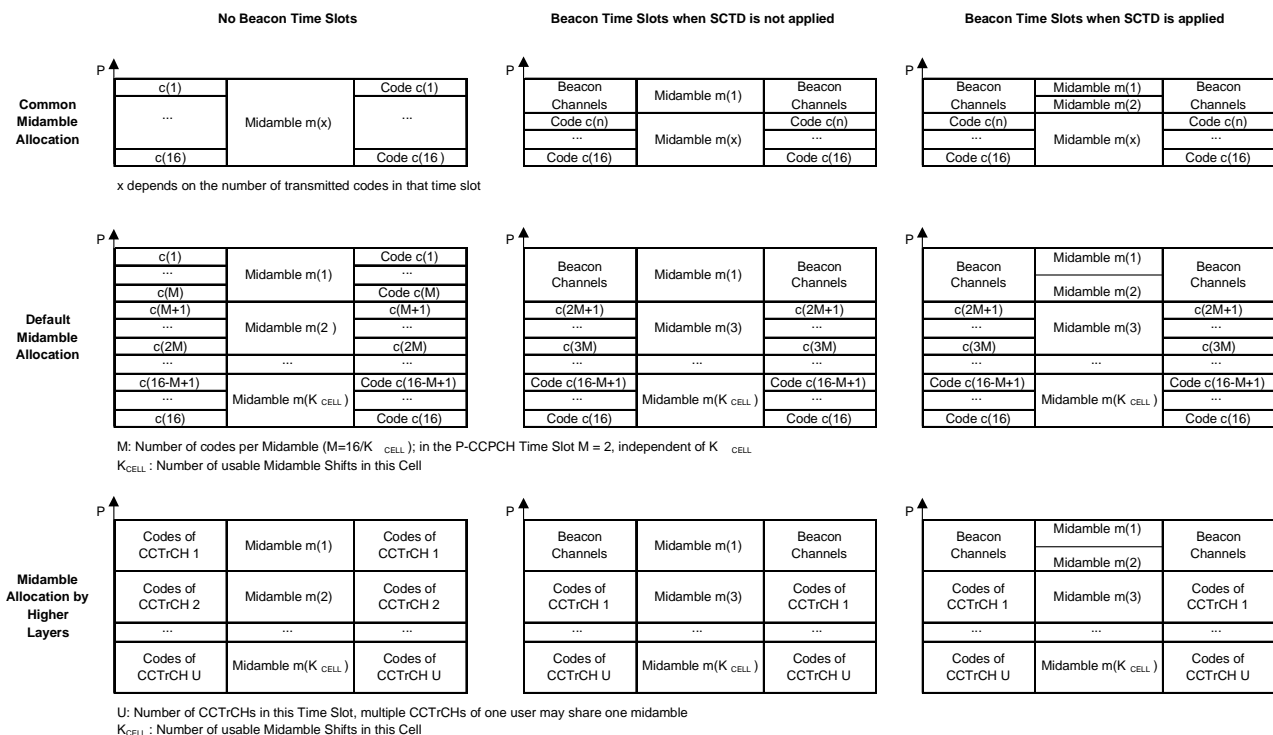 No Beacon Time Slots Beacon Time Slots when SCTD is not applied Beacon Time Slots when SCTD is applied
P P P
Common
Midamble
Allocation
c(1) Code c(1)
... Midamble m(x) ...
c(16) Code c(16)
Beacon
Channels Midamble m(1) Beacon
Channels
Code c(n) Code c(n)
... Midamble m(x) ...
Code c(16) Code c(16)
Beacon
Channels Midamble m(1) Beacon
Channels
Midamble m(2)
Code c(n) Code c(n)
... Midamble m(x) ...
Code c(16) Code c(16)
x depends on the number of transmitted codes in that time slot
P P P
Default
Midamble
Allocation
c(1) Code c(1)
... Midamble m(1) ...
c(M) Code c(M)
c(M+1) c(M+1)
... Midamble m(2 ) ...
c(2M) c(2M)
... ... ...
c(16-M+1) Code c(16-M+1)
... Midamble m(K CELL ) ...
c(16) Code c(16)
Beacon
Channels Midamble m(1) Beacon
Channels
c(2M+1) c(2M+1)
... Midamble m(3) ...
c(3M) c(3M)
... ... ...
Code c(16-M+1) Code c(16-M+1)
... Midamble m(K CELL ) ...
Code c(16) Code c(16)
Beacon
Channels Midamble m(1) Beacon
Channels
Midamble m(2)
c(2M+1) c(2M+1)
... Midamble m(3) ...
c(3M) c(3M)
... ... ...
Code c(16-M+1) Code c(16-M+1)
... Midamble m(K CELL ) ...
Code c(16) Code c(16)
M: Number of codes per Midamble (M=16/K CELL ); in the P-CCPCH Time Slot M = 2, independent of K CELL
KCELL : Number of usable Midamble Shifts in this Cell
P P P
Midamble
Allocation by
Higher
Layers
Codes of
CCTrCH 1 Midamble m(1) Codes of
CCTrCH 1
Codes of
CCTrCH 2 Midamble m(2) Codes of
CCTrCH 2
... ... ...
Codes of
CCTrCH U Midamble m(K CELL ) Codes of
CCTrCH U
Beacon
Channels Midamble m(1) Beacon
Channels
Codes of
CCTrCH 1 Midamble m(3) Codes of
CCTrCH 1
... ... ...
Codes of
CCTrCH U Midamble m(K CELL ) Codes of
CCTrCH U
Beacon
Channels Midamble m(1) Beacon
Channels
Midamble m(2)
Codes of
CCTrCH 1 Midamble m(3) Codes of
CCTrCH 1
... ... ...
Codes of
CCTrCH U Midamble m(K CELL ) Codes of
CCTrCH U
U: Number of CCTrCHs in this Time Slot, multiple CCTrCHs of one user may share one midamble
KCELL : Number of usable Midamble Shifts in this Cell